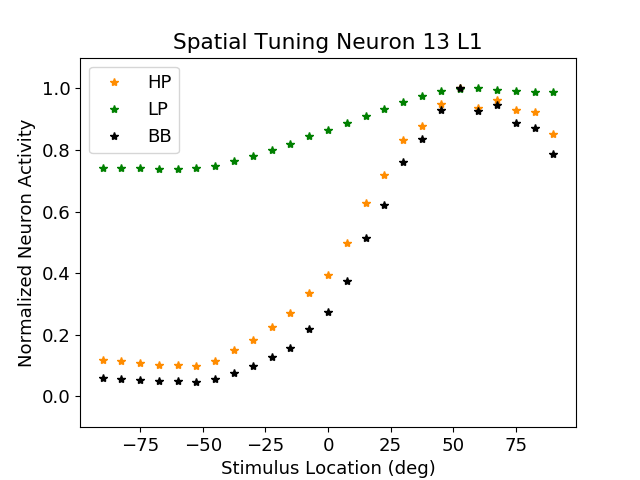 Spatial Tuning Neuron 13 L1
Normalized Neuron Activity
1.0
0.8
0.6
0.4
0.2
0.0
HP
LP
BB
−75
−50
−25
0
25
50
75
Stimulus Location (deg)